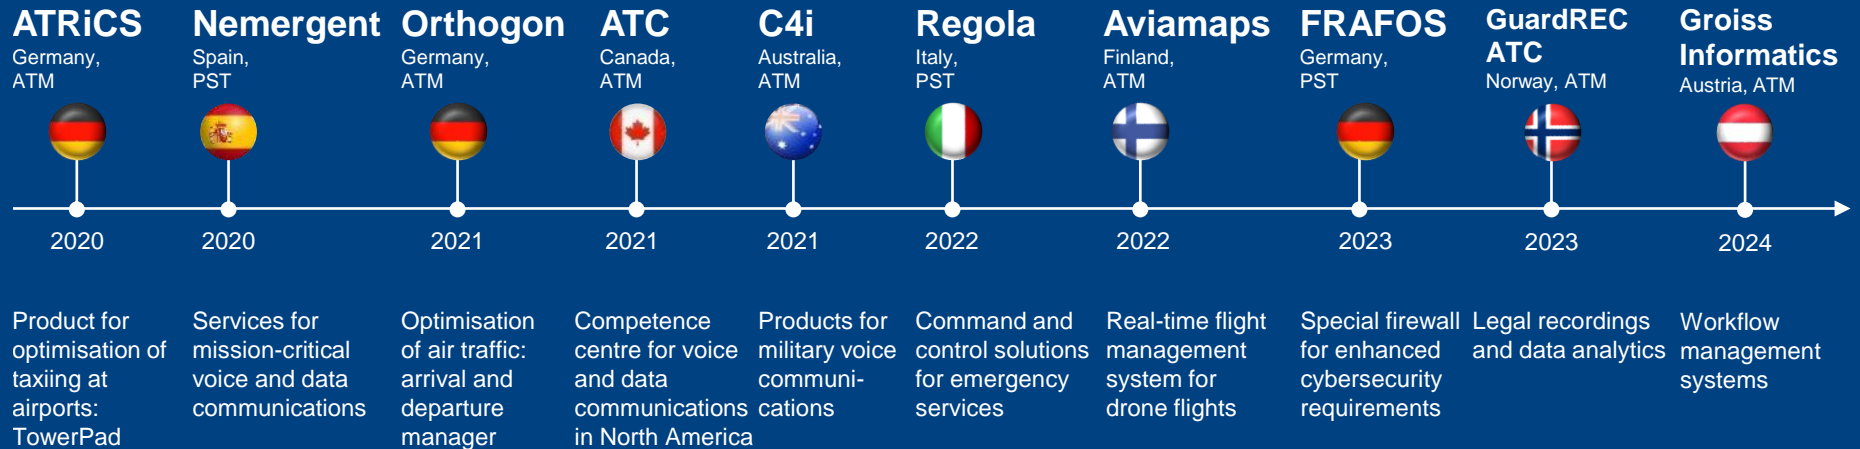 ATRiCS
Germany,
ATM
Nemergent
Spain,
PST
Orthogon
Germany,
ATM
ATC
Canada,
ATM
C4i
Australia,
ATM
Regola
Italy,
PST
Aviamaps
Finland,
ATM
FRAFOS
Germany,
PST
GuardREC
ATC
Norway, ATM
Groiss
Informatics
Austria, ATM
2020
2020
2021
2021
2021
2022
2022
2023
2023
2024
Product for
optimisation of
taxiing at
airports:
TowerPad
Services for
mission-critical
voice and data
communications
Optimisation
of air traffic:
arrival and
departure
manager
Competence
centre for voice
and data
communications
in North America
Products for
military voice
communi-
cations
Command and
control solutions
for emergency
services
Real-time flight
management
system for
drone flights
Special firewall
for enhanced
cybersecurity
requirements
Legal recordings
and data analytics
Workflow
management
systems